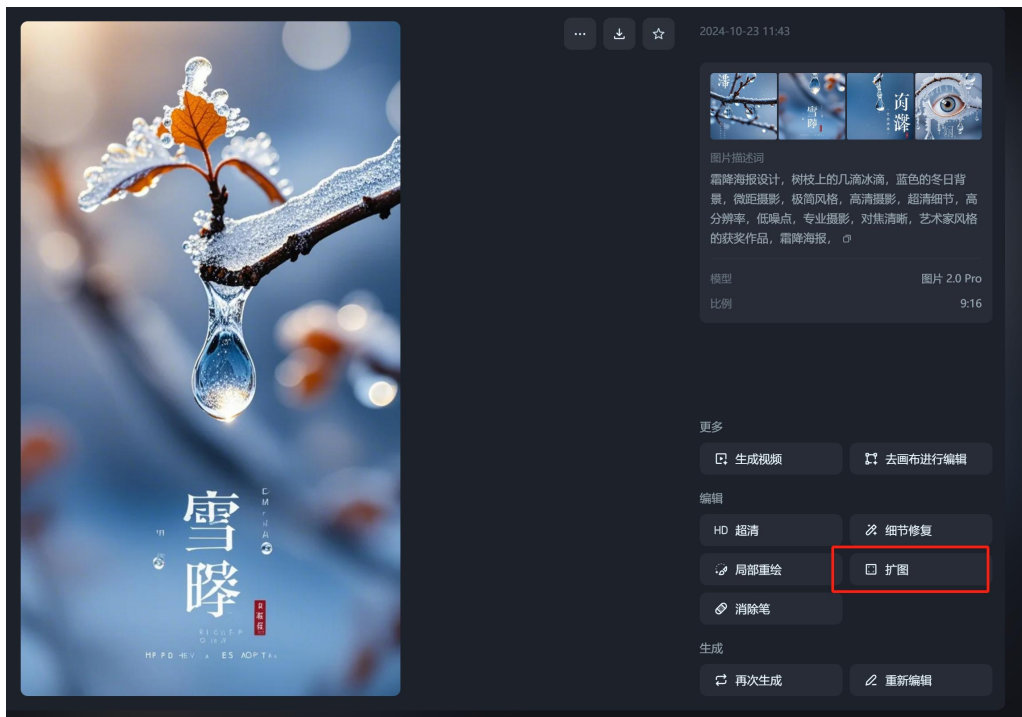 2024-10-23 11:43
图片描述词
霜降海报设计，树枝上的几滴冰滴，蓝色的冬日背
景，微距摄影，极简风格，高清摄影，超清细节，高
分辨率，低噪点，专业摄影，对焦清晰，艺术家风格
的获奖作品，霜降海报，
模型 图片 2.0 Pro
比例 9:16
更多
生成视频 去画布进行编辑
编辑
HD 超清 细节修复
局部重绘 扩图
消除笔
生成
再次生成 重新编辑
雪